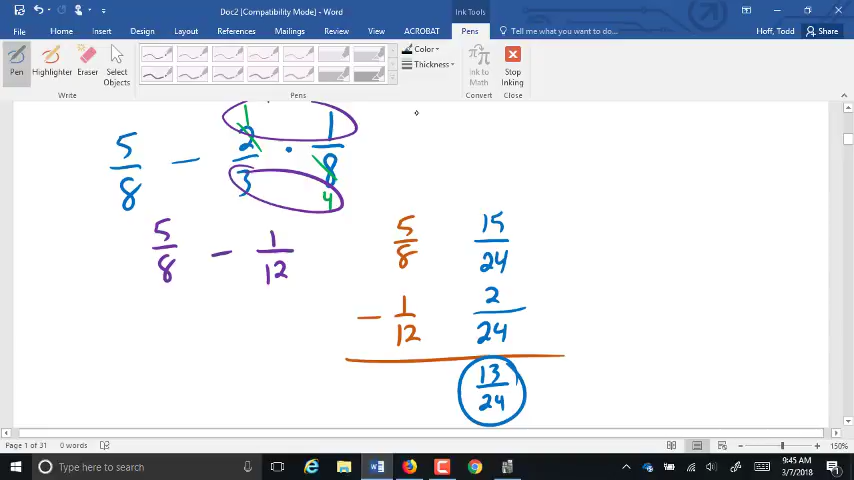 Doc2 [Compatibility Mode] - Word
Ink Tools
Hoff, Todd
Share
File Home Insert Design Layout References Mailings Review View ACROBAT Pens Tell me what you want to do...
Pen Highlighter Eraser Select Objects
Color
Thickness
Ink to Math
Stop Inking
Write Pens Convert Close
5/8 - 2/3 · 1/8
1
4
5/8 - 1/12
5/8 15/24
- 1/12 2/24
13/24
Page 1 of 31 0 words
150%
Type here to search
9:45 AM
3/7/2018